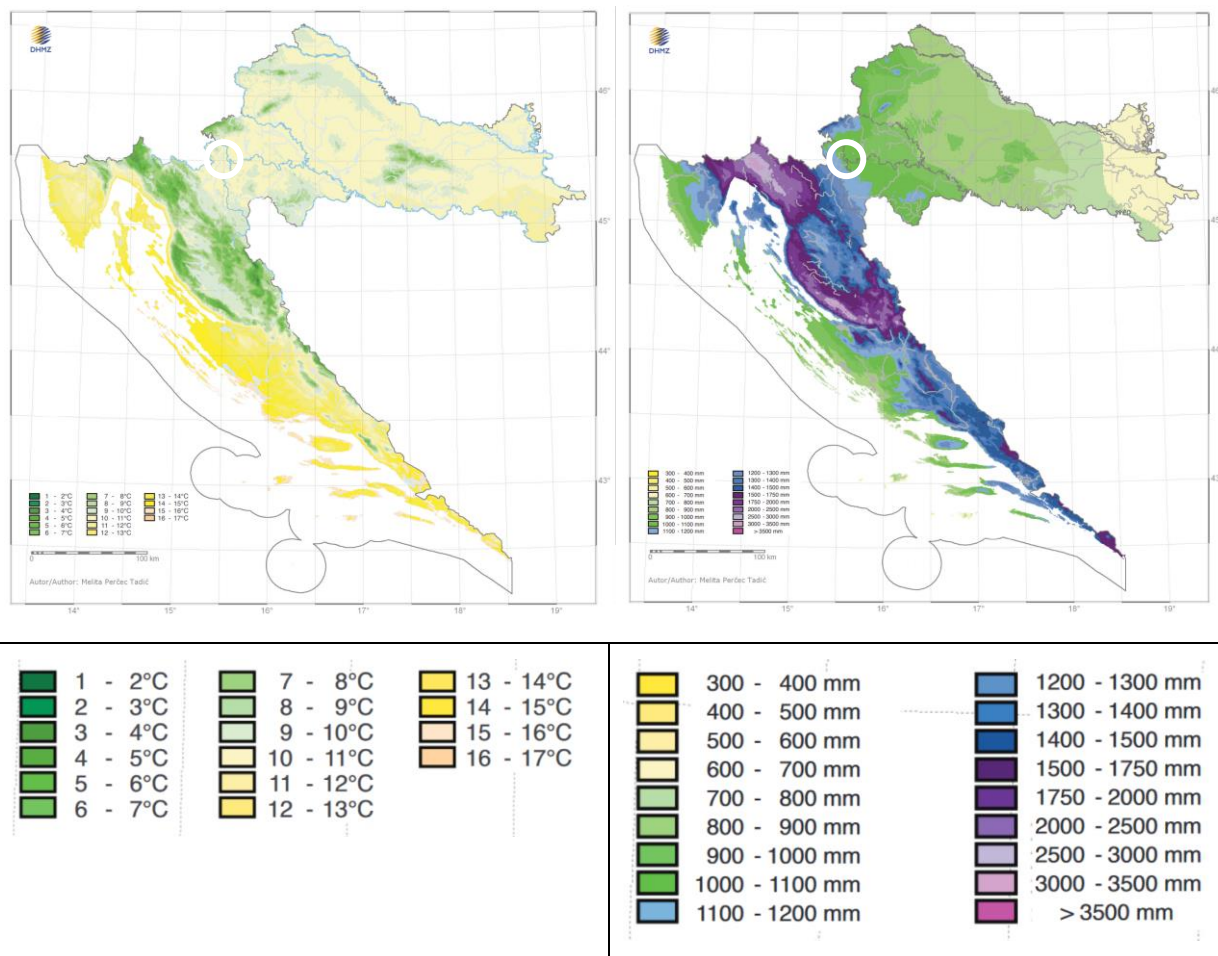 DHMZ
46°
45°
44°
43°
14°
15°
16°
17°
18°
19°
1 - 2°C
2 - 3°C
3 - 4°C
4 - 5°C
5 - 6°C
6 - 7°C
7 - 8°C
8 - 9°C
9 - 10°C
10 - 11°C
11 - 12°C
12 - 13°C
13 - 14°C
14 - 15°C
15 - 16°C
16 - 17°C
0
100 km
Autor/Author: Melita Perčec Tadić
DHMZ
46
45°
44
43
14°
15°
16°
17°
18°
19°
300 - 400 mm
400 - 500 mm
500 - 600 mm
600 - 700 mm
700 - 800 mm
800 - 900 mm
900 - 1000 mm
1000 - 1100 mm
1100 - 1200 mm
1200 - 1300 mm
1300 - 1400 mm
1400 - 1500 mm
1500 - 1750 mm
1750 - 2000 mm
2000 - 2500 mm
2500 - 3000 mm
3000 - 3500 mm
>3500 mm
0
100 km
Autor/Author: Melita Perčec Tadić
1 - 2°C
2 - 3°C
3 - 4°C
4 - 5°C
5 - 6°C
6 - 7°C
7 - 8°C
8 - 9°C
9 - 10°C
10 - 11°C
11 - 12°C
12 - 13°C
13 - 14°C
14 - 15°C
15 - 16°C
16 - 17°C
300 - 400 mm
400 - 500 mm
500 - 600 mm
600 - 700 mm
700 - 800 mm
800 - 900 mm
900 - 1000 mm
1000 - 1100 mm
1100 - 1200 mm
1200 - 1300 mm
1300 - 1400 mm
1400 - 1500 mm
1500 - 1750 mm
1750 - 2000 mm
2000 - 2500 mm
2500 - 3000 mm
3000 - 3500 mm
> 3500 mm